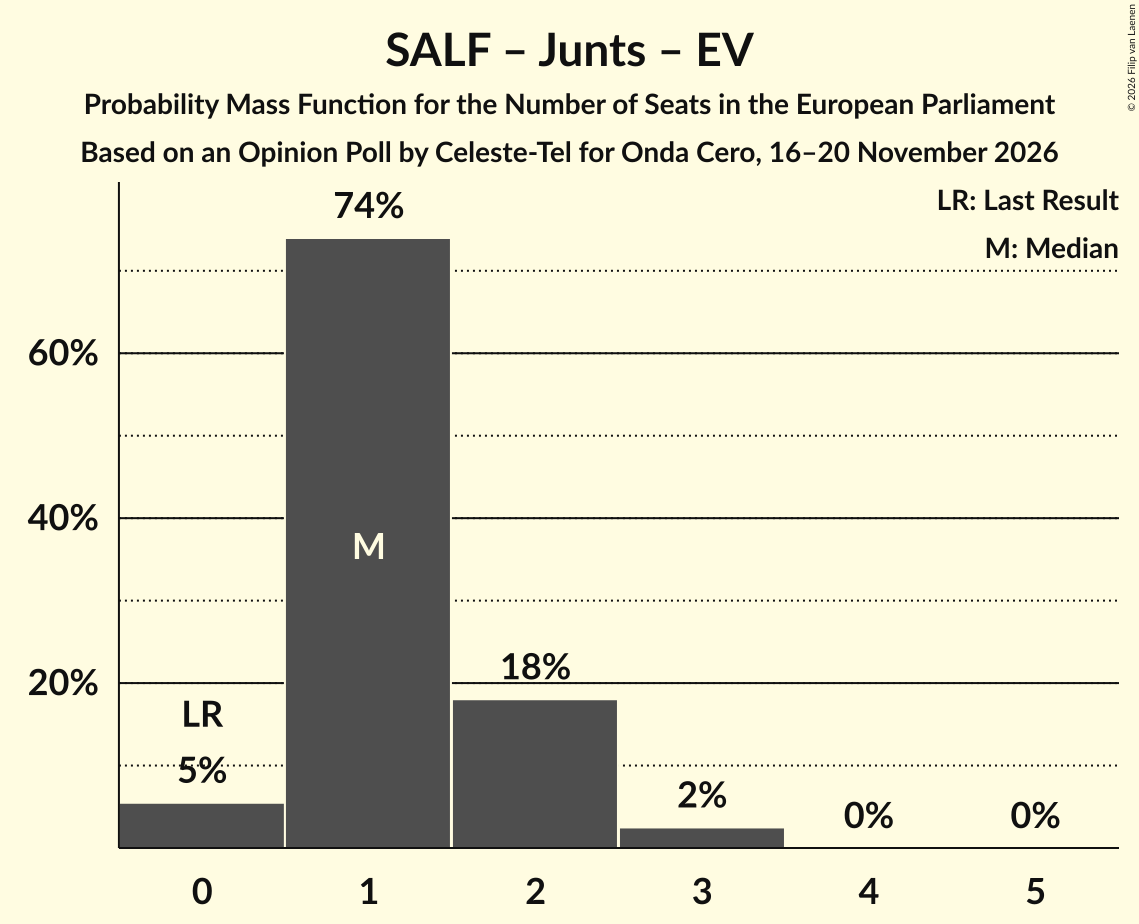 SALF – Junts – EV
Probability Mass Function for the Number of Seats in the European Parliament
Based on an Opinion Poll by Celeste-Tel for Onda Cero, 16–20 November 2026
© 2026 Filip van Laenen
LR: Last Result
M: Median
74%
60%
40%
M
18%
20%
LR
5%
2%
0%
0%
0
1
2
3
4
5